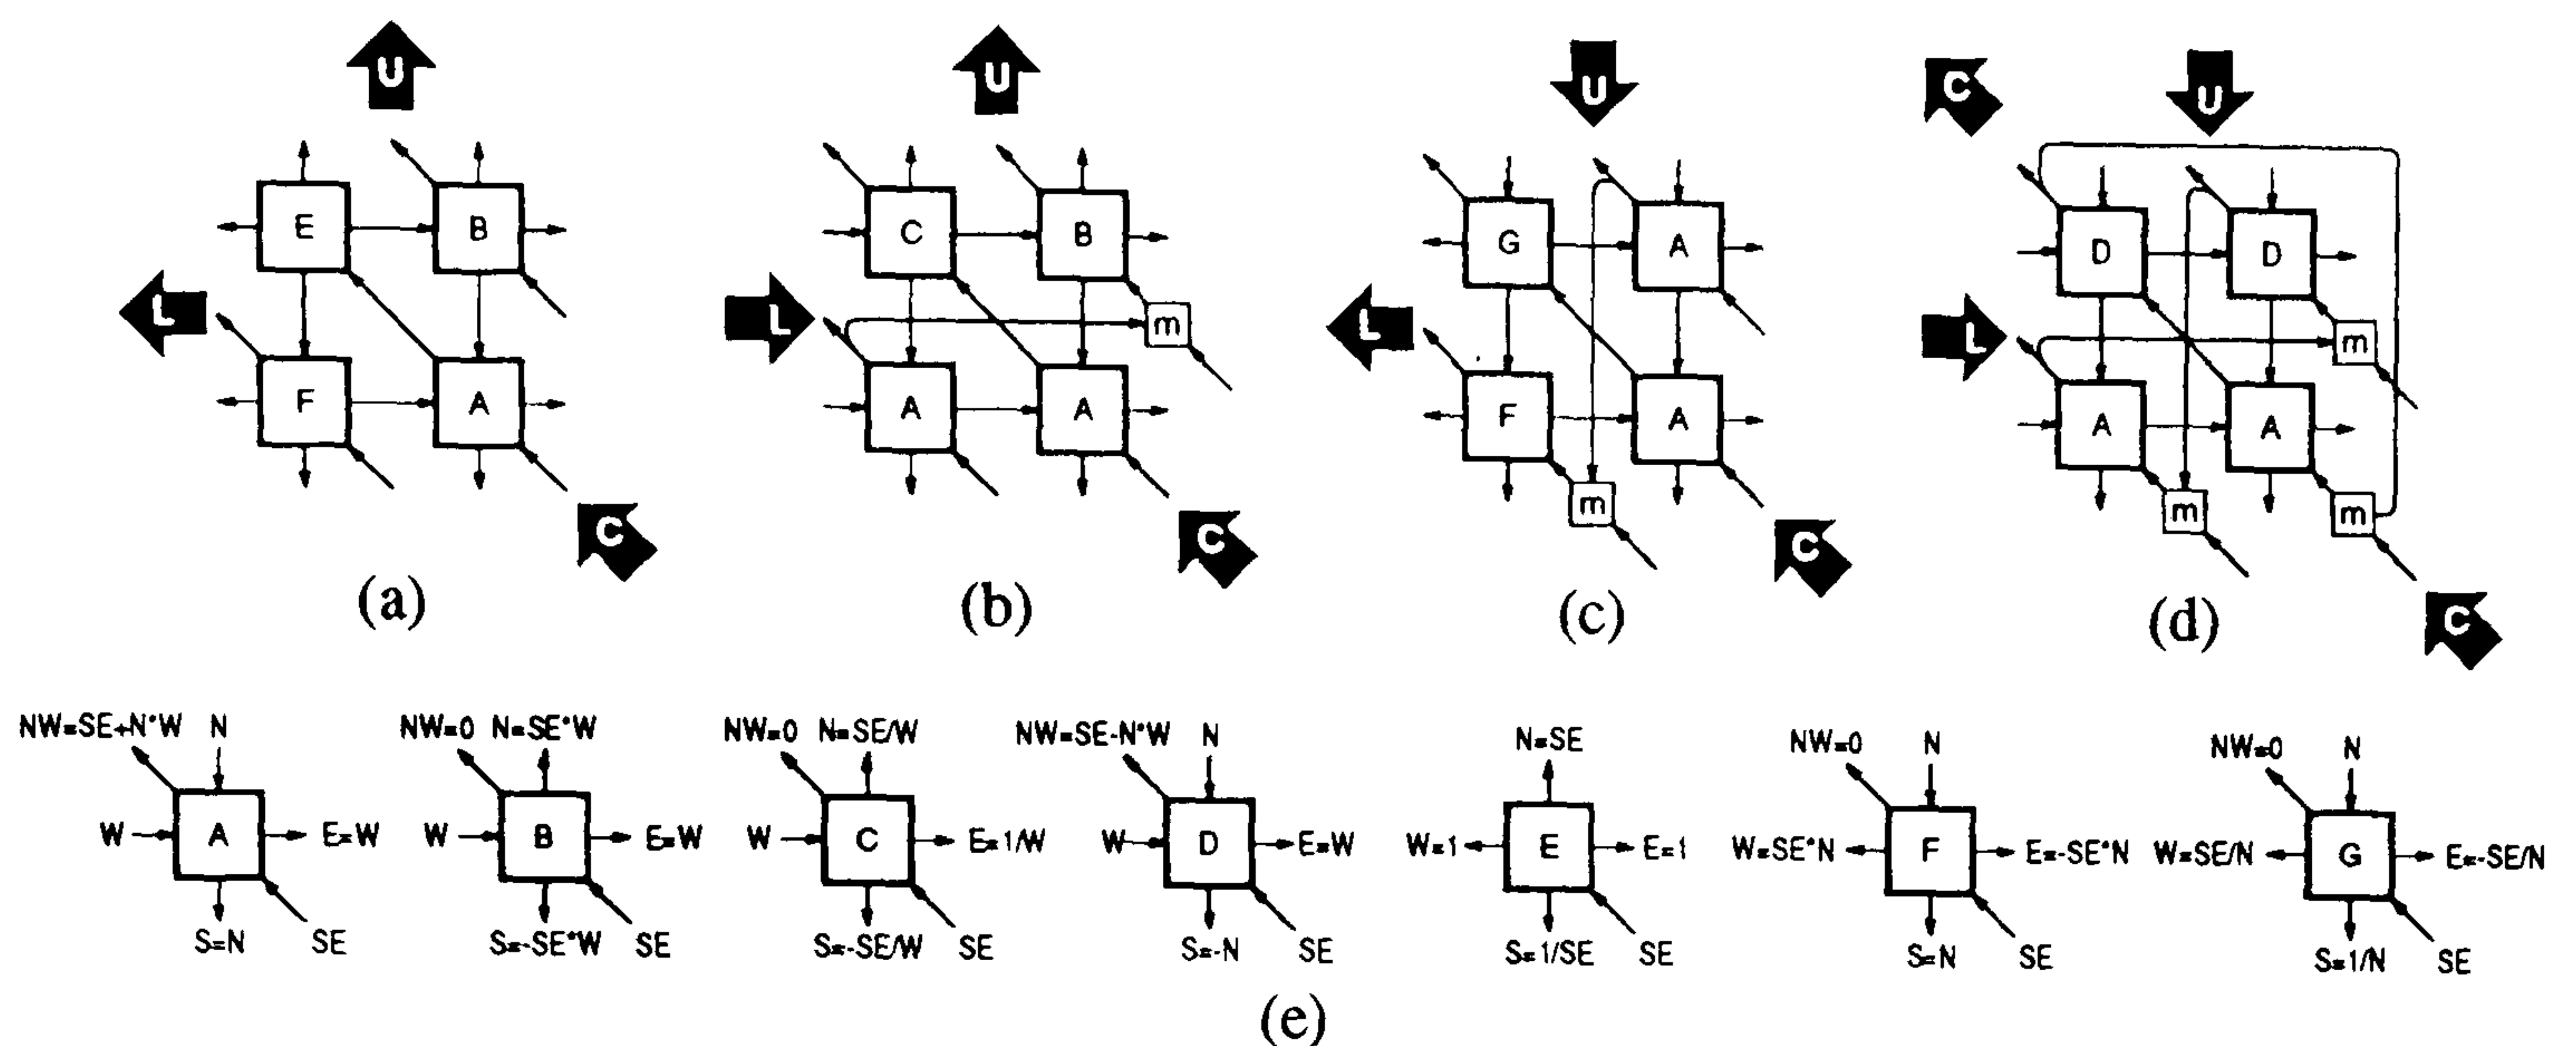 U U U C U
E B C B G A D D
L L L L
m m
F A A A F A A A
m m m
C C C C
(a) (b) (c) (d)
NW=SE+N*W N NW=0 N=SE*W NW=0 N=SE/W NW=SE-N*W N N=SE NW=0 N NW=0 N
W A E=W W B E=W W C E=1/W W D E=W W=1 E E=1 W=SE*N F E=-SE*N W=SE/N G E=-SE/N
S=N SE S=-SE*W SE S=-SE/W SE S=-N SE S=1/SE SE S=N SE S=1/N SE
(e)